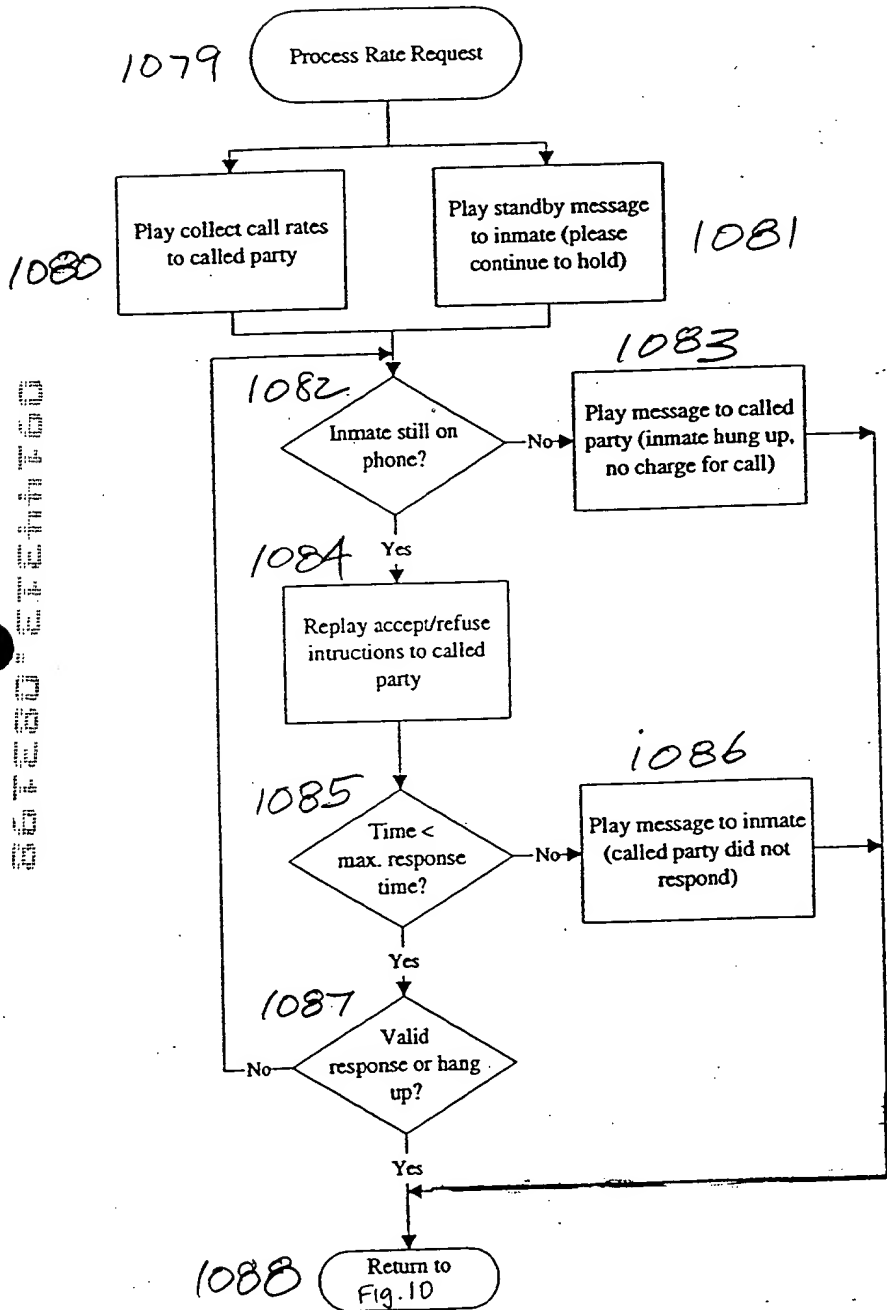 1079
Process Rate Request
Play collect call rates
to called party
1080
Play standby message
to inmate (please
continue to hold)
1081
1082
Inmate still on
phone?
No
1083
Play message to called
party (inmate hung up,
no charge for call)
Yes
1084
Replay accept/refuse
intructions to called
party
1085
Time <
max. response
time?
No
1086
Play message to inmate
(called party did not
respond)
Yes
1087
Valid
response or hang
up?
No
Yes
1088
Return to
Fig. 10